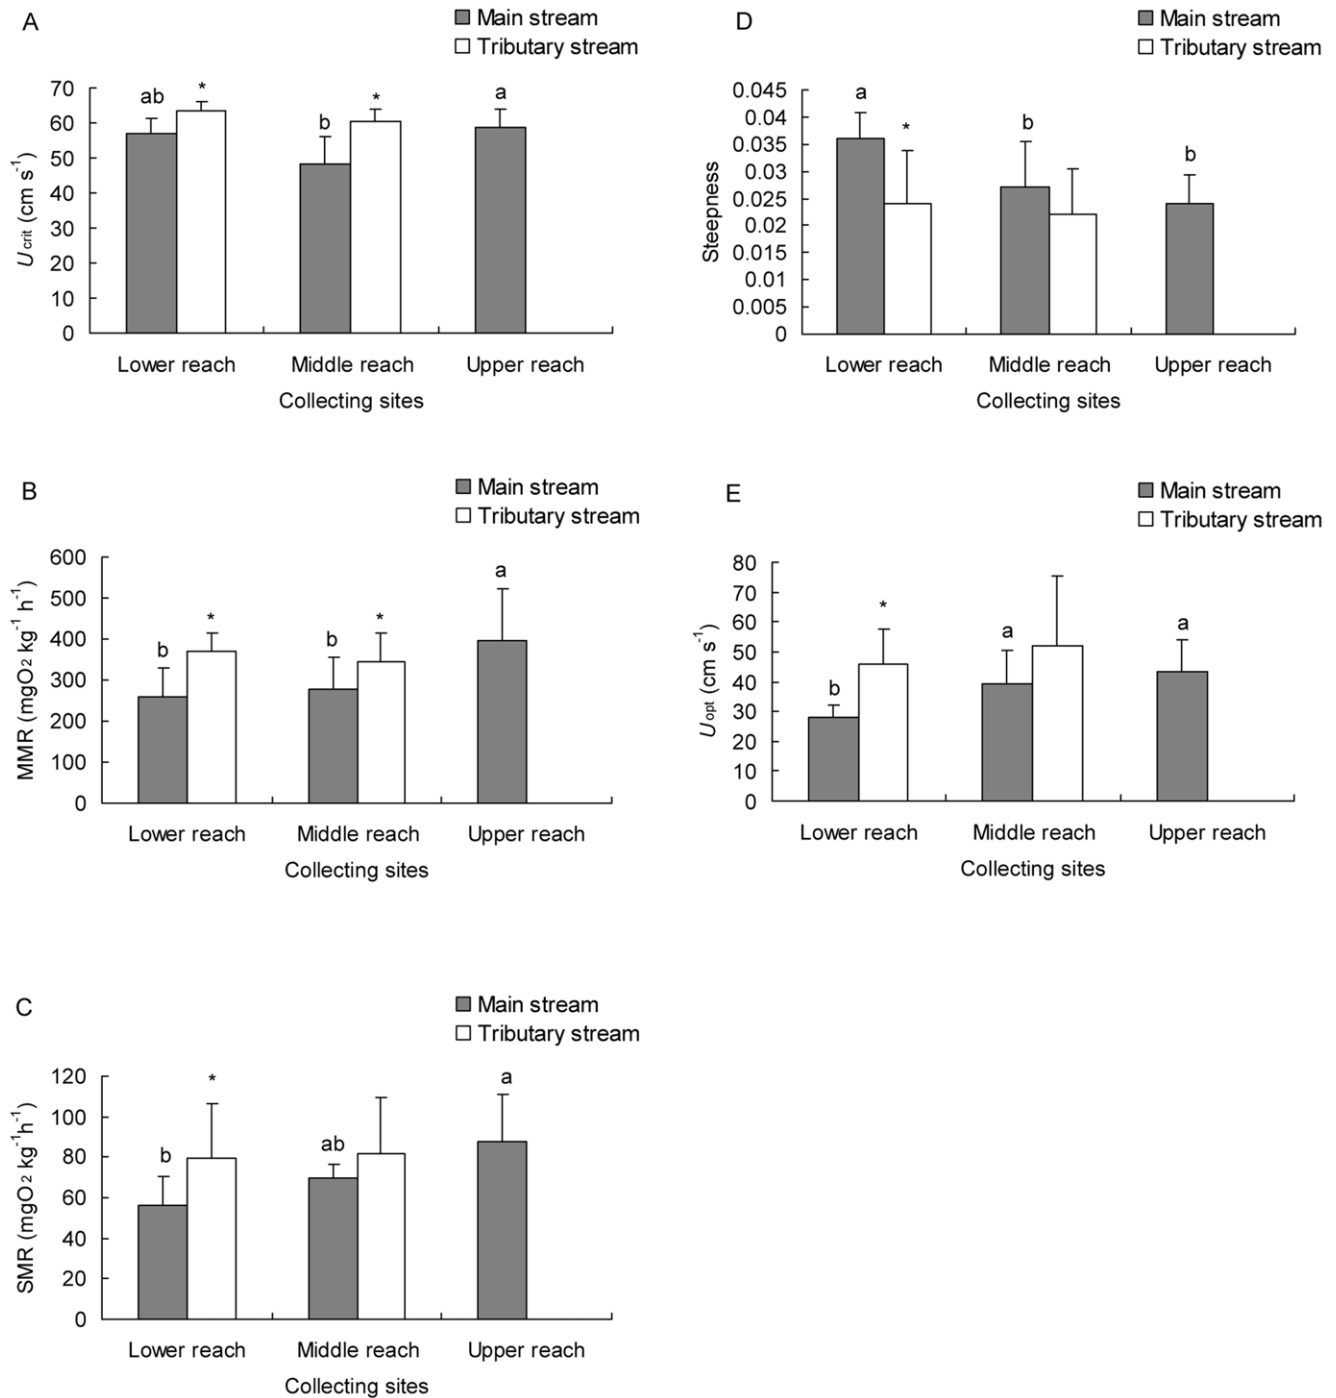 A
Main stream
Tributary stream
U crit (cm s-1)
70
60
50
40
30
20
10
0
ab
*
b
*
a
Lower reach
Middle reach
Upper reach
Collecting sites
D
Main stream
Tributary stream
Steepness
0.045
0.04
0.035
0.03
0.025
0.02
0.015
0.01
0.005
0
a
*
b
b
Lower reach
Middle reach
Upper reach
Collecting sites
B
Main stream
Tributary stream
MMR (mgO2 kg-1 h-1)
600
500
400
300
200
100
0
b
*
b
*
a
Lower reach
Middle reach
Upper reach
Collecting sites
E
Main stream
Tributary stream
U opt (cm s-1)
80
70
60
50
40
30
20
10
0
b
*
a
a
Lower reach
Middle reach
Upper reach
Collecting sites
C
Main stream
Tributary stream
SMR (mgO2 kg-1h-1)
120
100
80
60
40
20
0
b
*
ab
a
Lower reach
Middle reach
Upper reach
Collecting sites